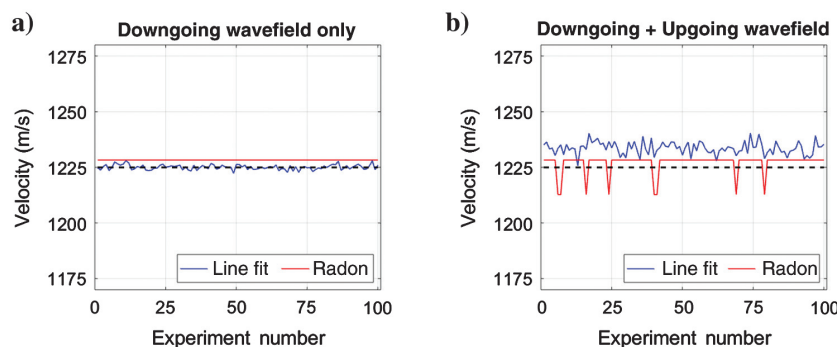 a)
Downgoing wavefield only
1275
1250
1225
1200
1175
Velocity (m/s)
Line fit
Radon
0
25
50
75
100
Experiment number
b)
Downgoing + Upgoing wavefield
1275
1250
1225
1200
1175
Velocity (m/s)
Line fit
Radon
0
25
50
75
100
Experiment number